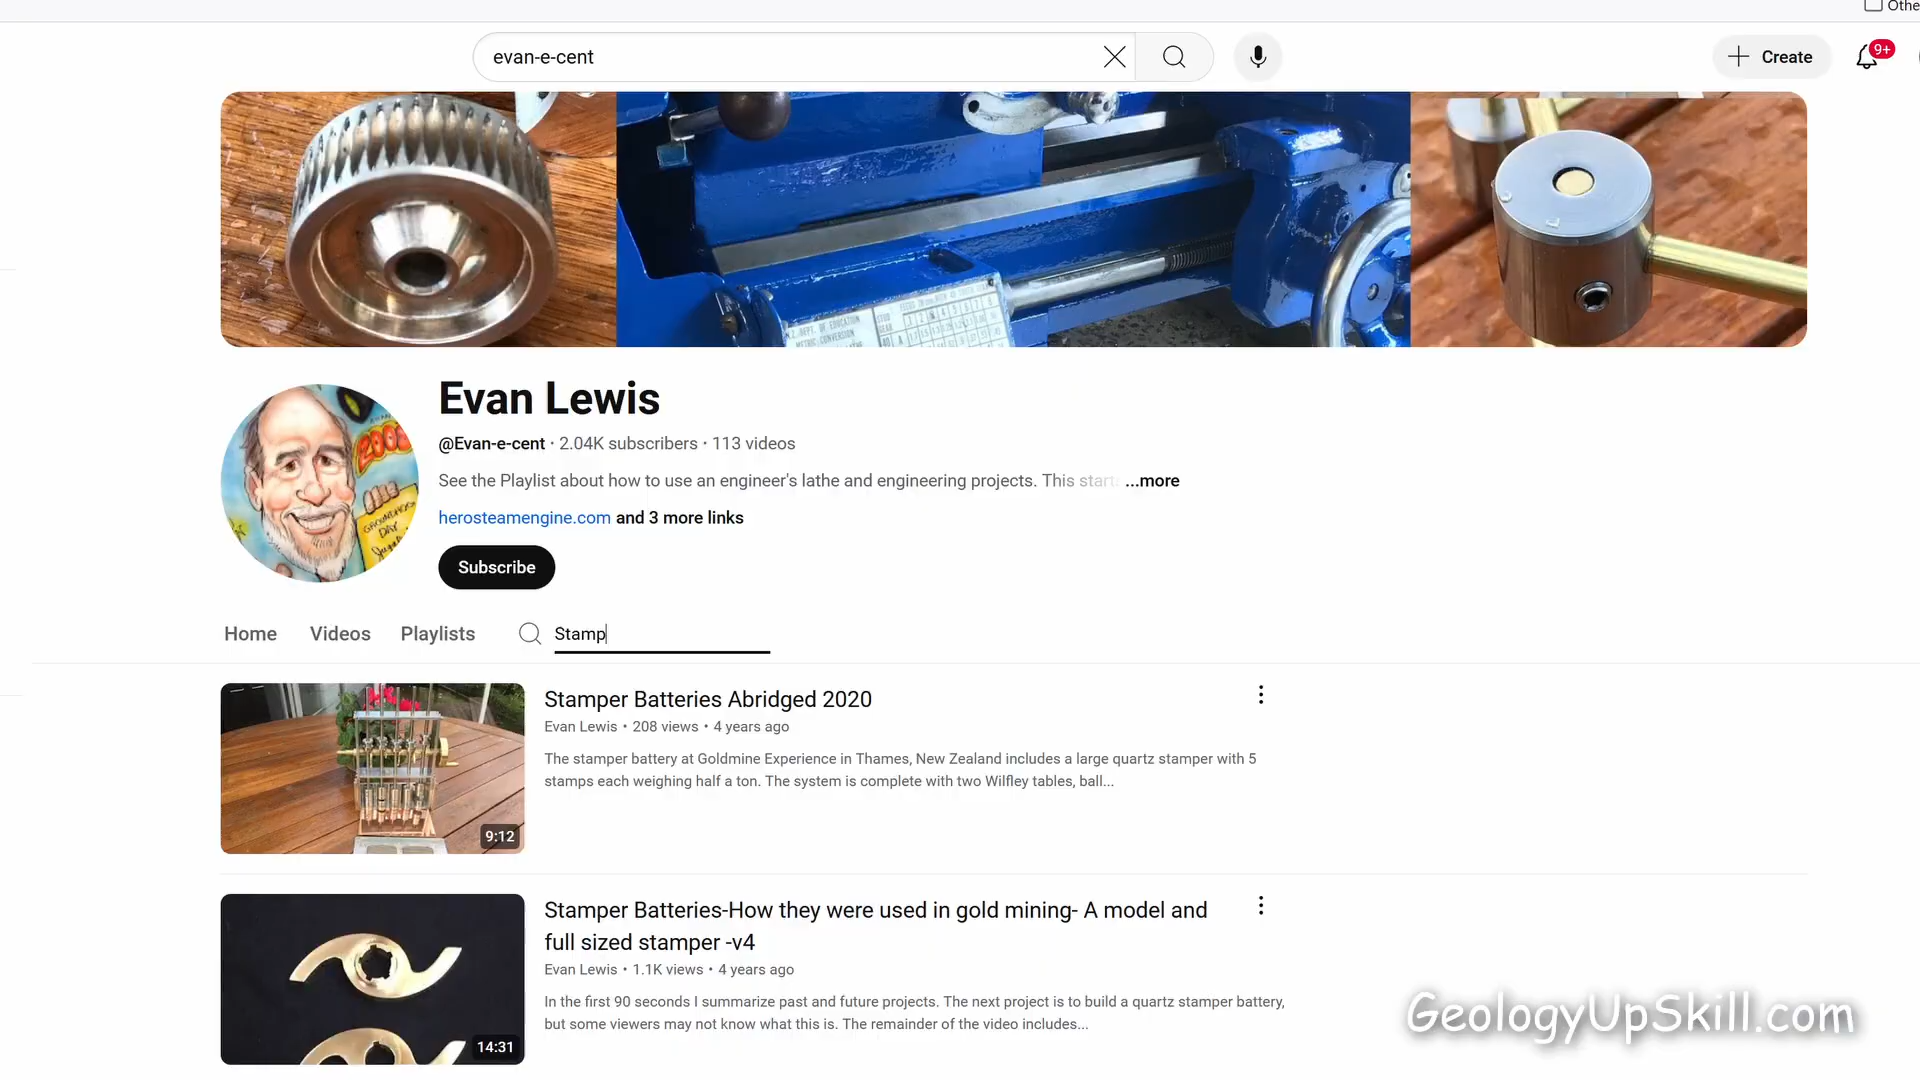 Othe
evan-e-cent
Create
9+
DEPT. OF EDUCATION
METRIC CONVERSION
Evan Lewis
@Evan-e-cent · 2.04K subscribers · 113 videos
See the Playlist about how to use an engineer's lathe and engineering projects. This start ...more
herosteamengine.com and 3 more links
Subscribe
Home Videos Playlists Stamp
Stamper Batteries Abridged 2020
Evan Lewis • 208 views • 4 years ago
The stamper battery at Goldmine Experience in Thames, New Zealand includes a large quartz stamper with 5
stamps each weighing half a ton. The system is complete with two Wilfley tables, ball...
9:12
Stamper Batteries-How they were used in gold mining- A model and
full sized stamper -v4
Evan Lewis • 1.1K views • 4 years ago
In the first 90 seconds I summarize past and future projects. The next project is to build a quartz stamper battery,
but some viewers may not know what this is. The remainder of the video includes...
14:31
GeologyUpSkill.com